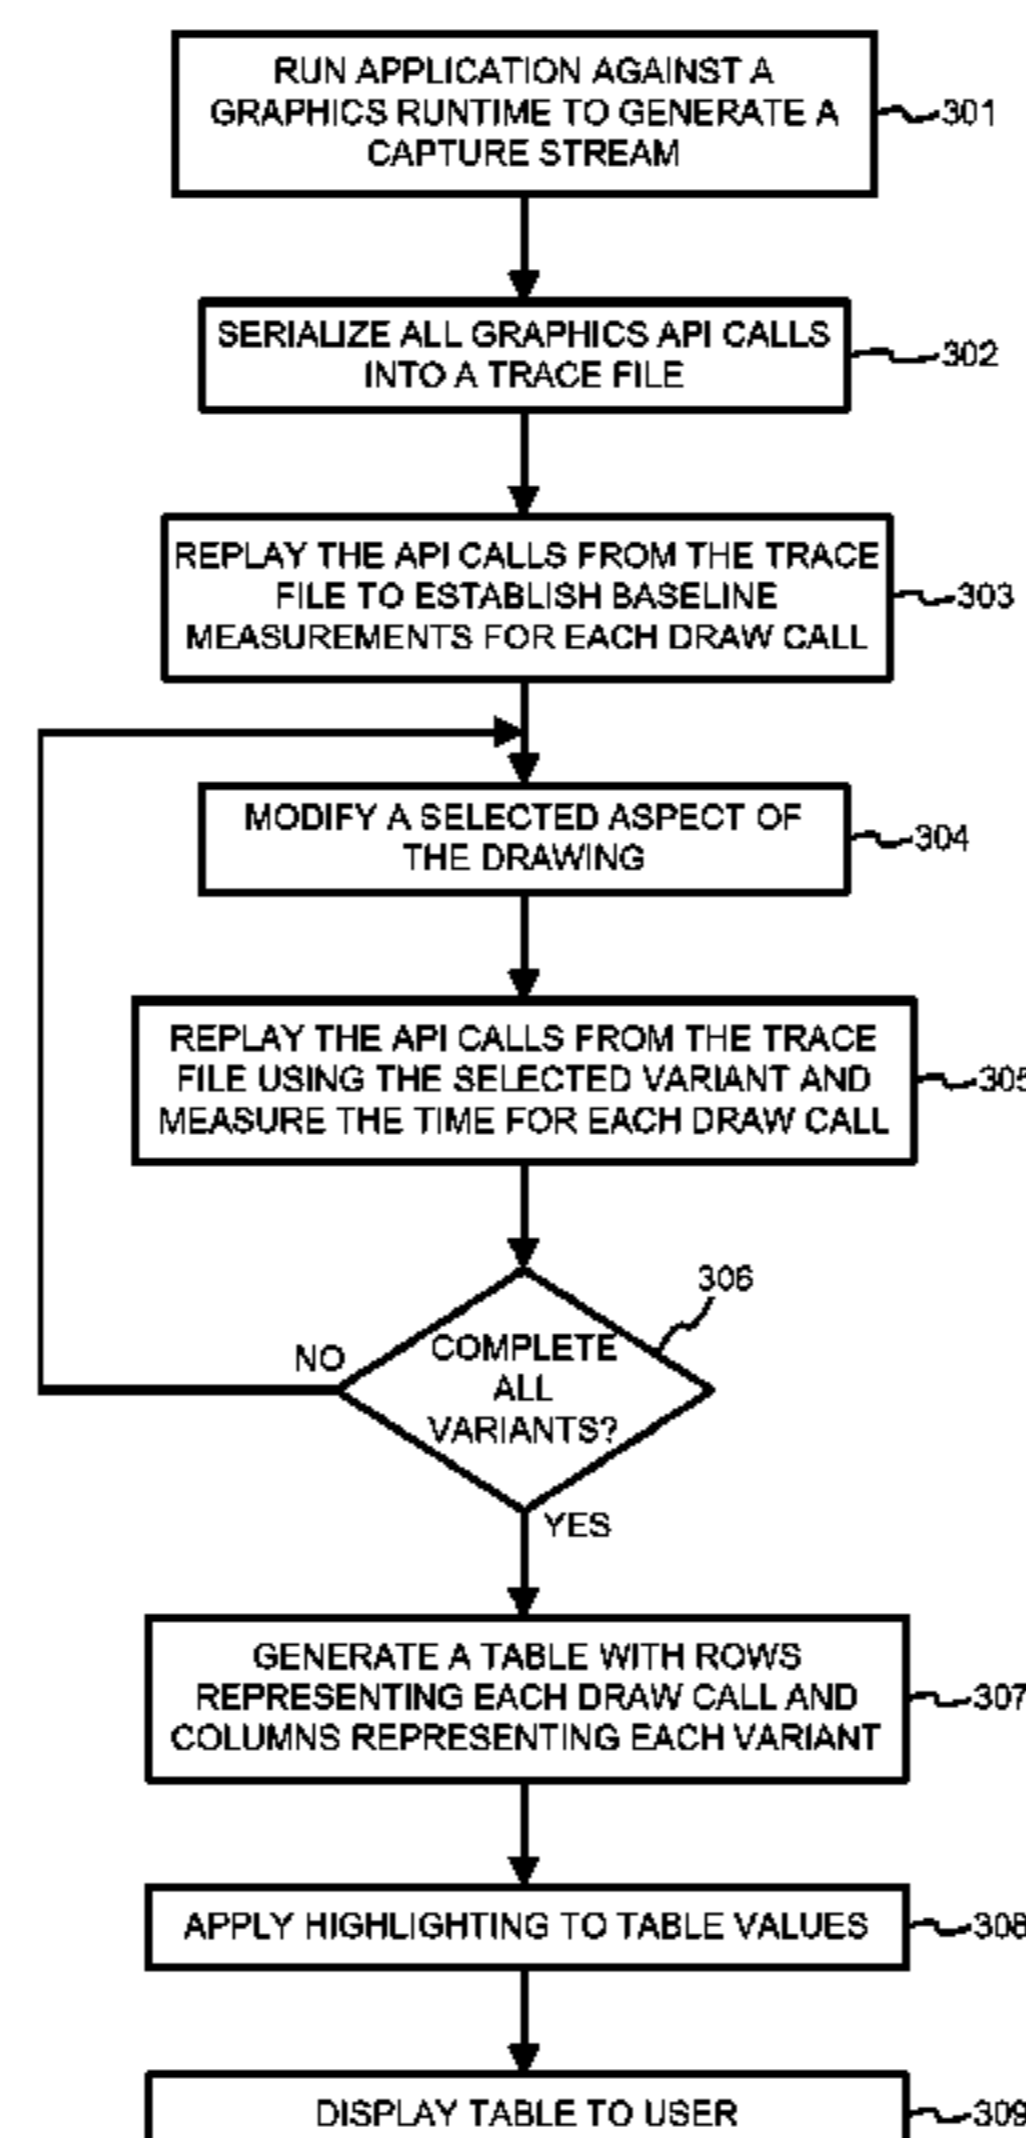 RUN APPLICATION AGAINST A
GRAPHICS RUNTIME TO GENERATE A
CAPTURE STREAM
301
SERIALIZE ALL GRAPHICS API CALLS
INTO A TRACE FILE
302
REPLAY THE API CALLS FROM THE TRACE
FILE TO ESTABLISH BASELINE
MEASUREMENTS FOR EACH DRAW CALL
303
MODIFY A SELECTED ASPECT OF
THE DRAWING
304
REPLAY THE API CALLS FROM THE TRACE
FILE USING THE SELECTED VARIANT AND
MEASURE THE TIME FOR EACH DRAW CALL
305
306
COMPLETE
ALL
VARIANTS?
NO
YES
GENERATE A TABLE WITH ROWS
REPRESENTING EACH DRAW CALL AND
COLUMNS REPRESENTING EACH VARIANT
307
APPLY HIGHLIGHTING TO TABLE VALUES
308
DISPLAY TABLE TO USER
309